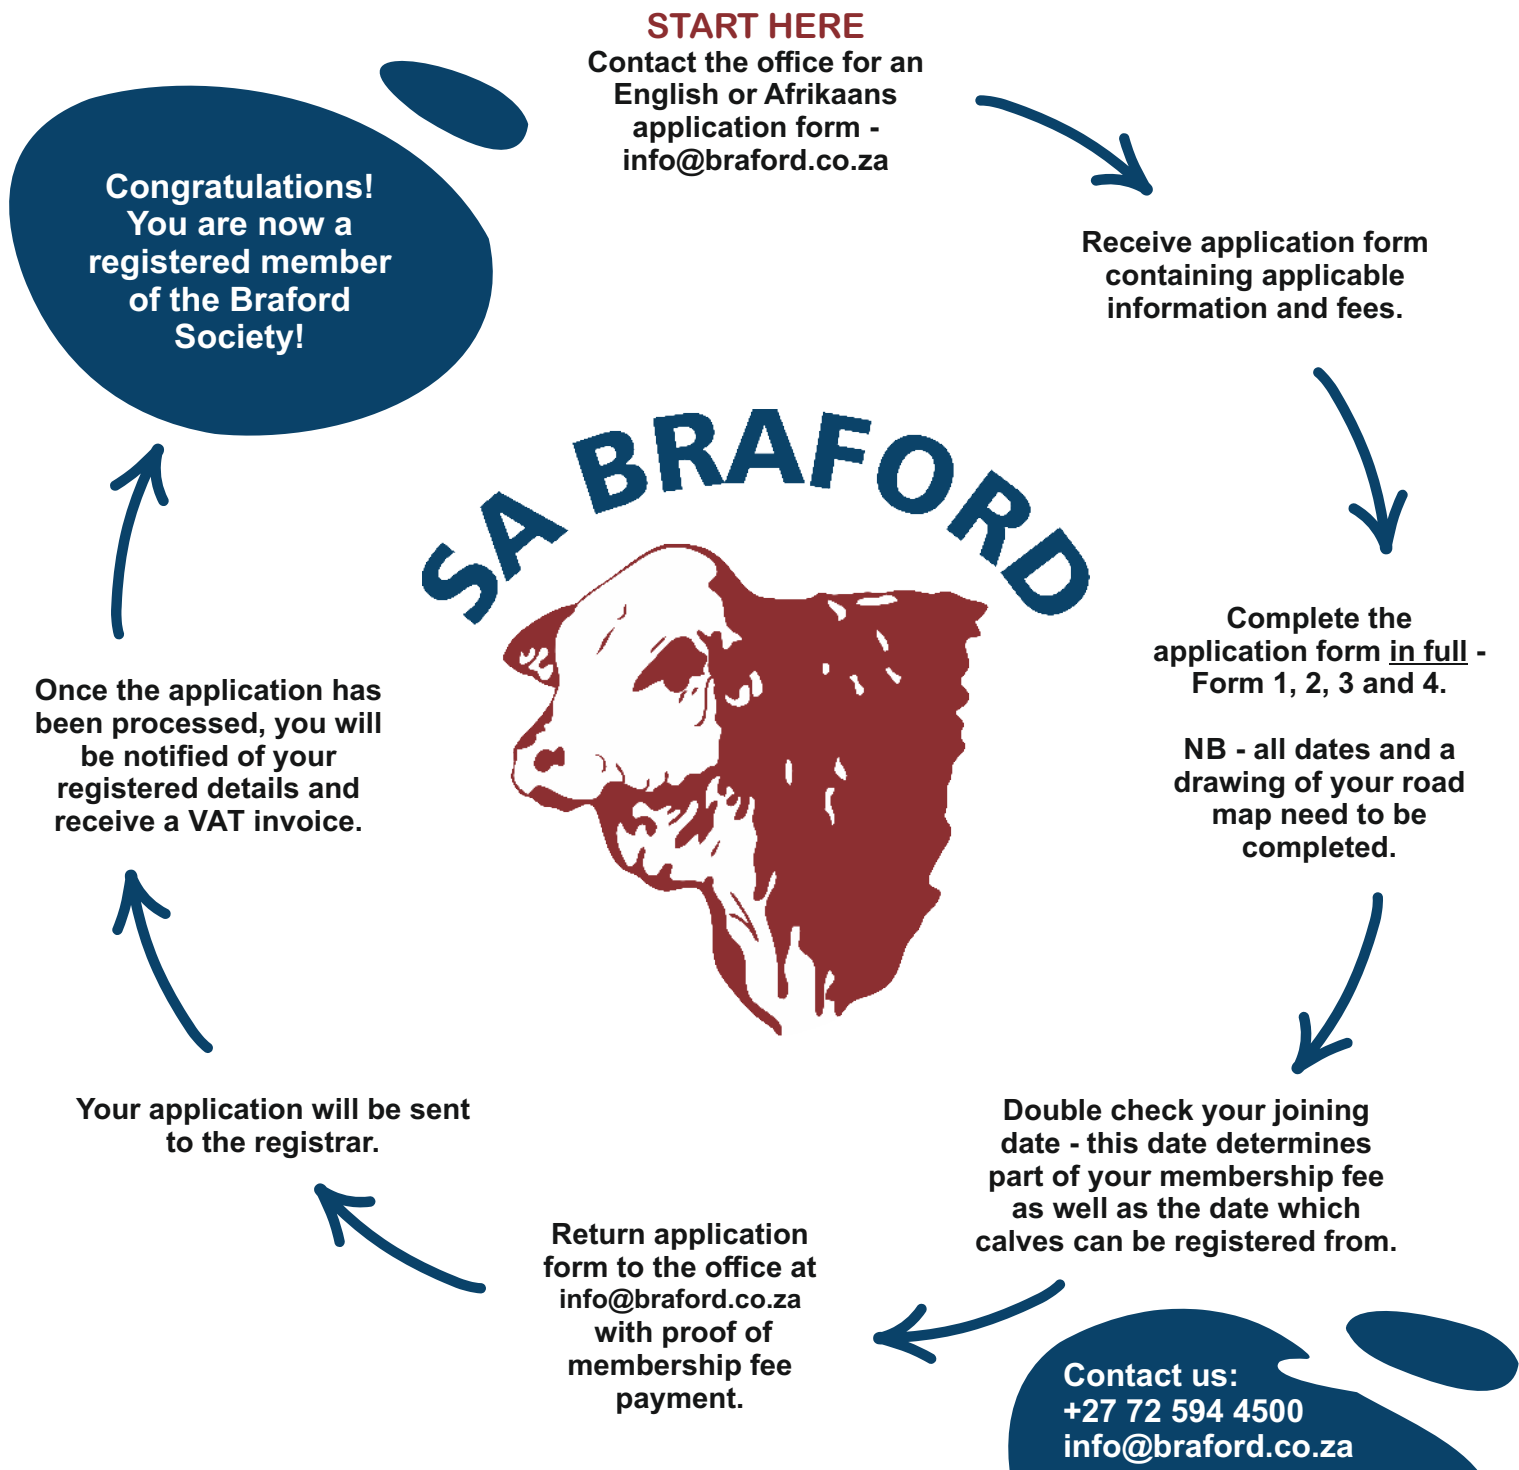 START HERE
Contact the office for an
English or Afrikaans
application form -
info@braford.co.za
Receive application form
containing applicable
information and fees.
Complete the
application form in full -
Form 1, 2, 3 and 4.
NB - all dates and a
drawing of your road
map need to be
completed.
Double check your joining
date - this date determines
part of your membership fee
as well as the date which
calves can be registered from.
Return application
form to the office at
info@braford.co.za
with proof of
membership fee
payment.
Your application will be sent
to the registrar.
Once the application has
been processed, you will
be notified of your
registered details and
receive a VAT invoice.
Congratulations!
You are now a
registered member
of the Braford
Society!
SA BRAFORD
Contact us:
+27 72 594 4500
info@braford.co.za